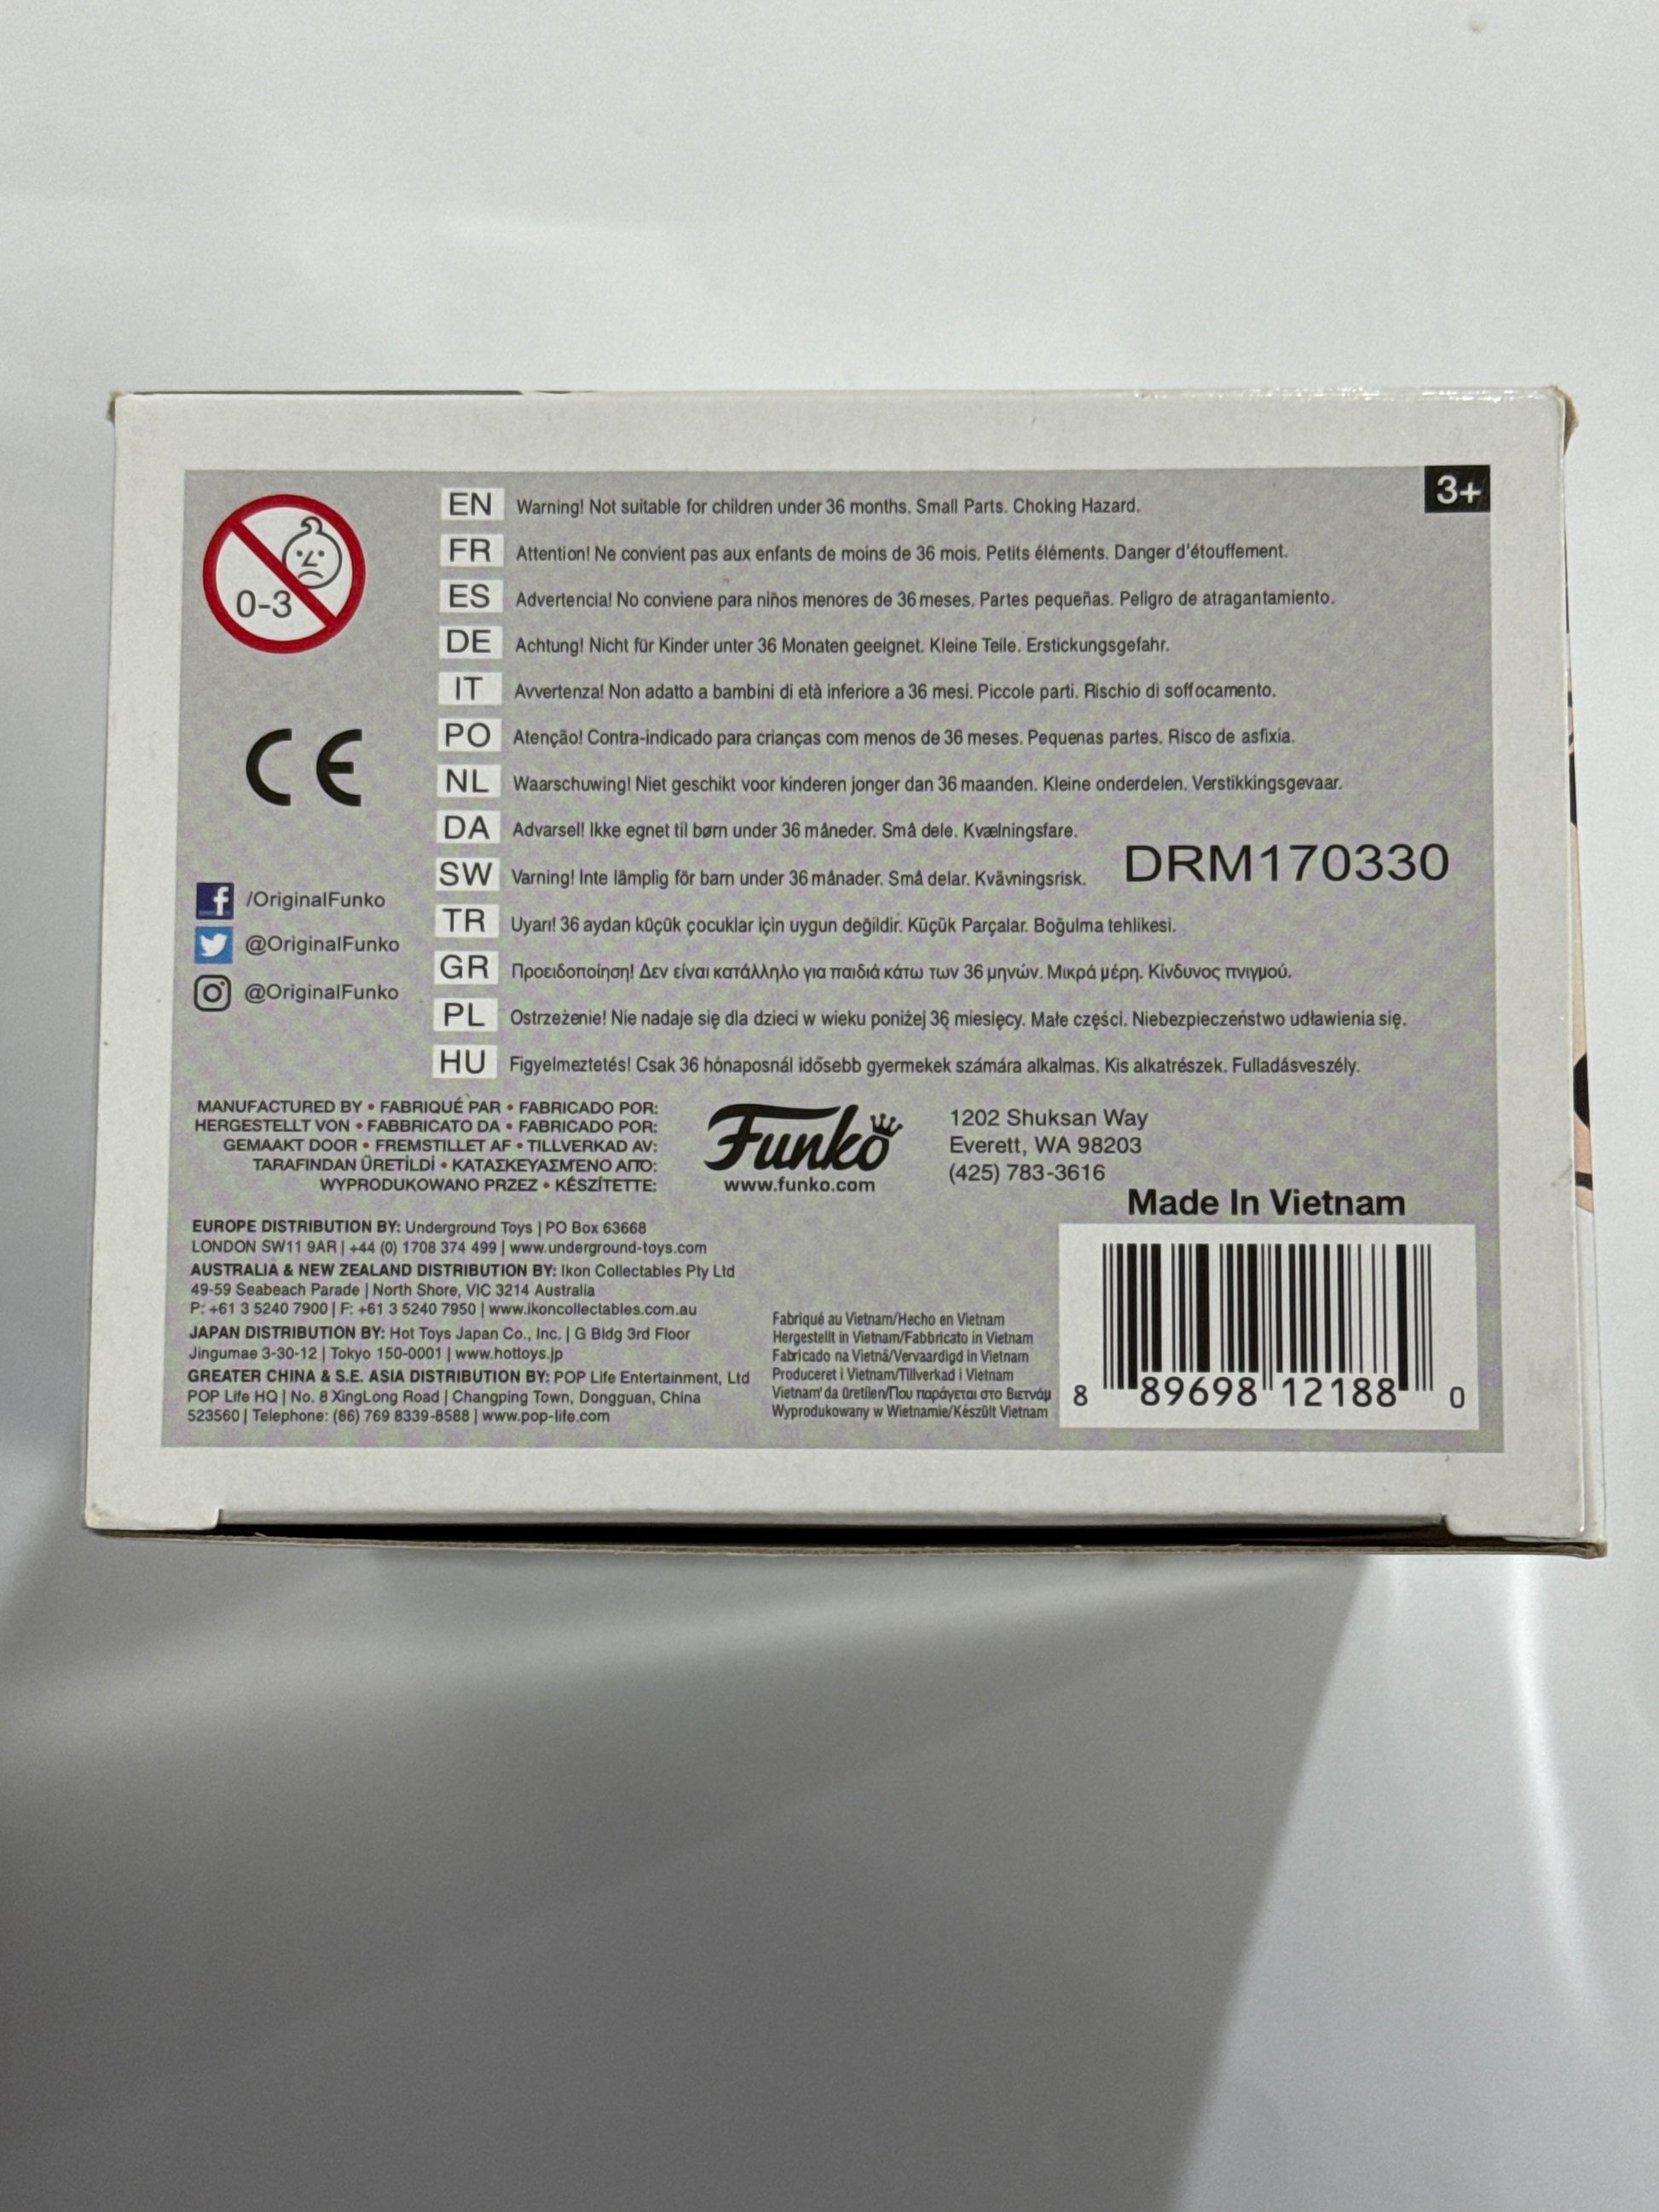 3+
0-3
EN Warning! Not suitable for children under 36 months. Small Parts. Choking Hazard.
FR Attention! Ne convient pas aux enfants de moins de 36 mois. Petits éléments. Danger d'étouffement.
ES Advertencia! No conviene para niños menores de 36 meses. Partes pequeñas. Peligro de atragantamiento.
DE Achtung! Nicht für Kinder unter 36 Monaten geeignet. Kleine Teile. Erstickungsgefahr.
IT Avvertenza! Non adatto a bambini di età inferiore a 36 mesi. Piccole parti. Rischio di soffocamento.
PO Atenção! Contra-indicado para crianças com menos de 36 meses. Pequenas partes. Risco de asfixia.
NL Waarschuwing! Niet geschikt voor kinderen jonger dan 36 maanden. Kleine onderdelen. Verstikkingsgevaar.
DA Advarsel! Ikke egnet til børn under 36 måneder. Små dele. Kvælningsfare.
SW Varning! Inte lämplig för barn under 36 månader. Små delar. Kvävningsrisk.
TR Uyarı! 36 aydan küçük çocuklar için uygun değildir. Küçük Parçalar. Boğulma tehlikesi.
GR Προειδοποίηση! Δεν είναι κατάλληλο για παιδιά κάτω των 36 μηνών. Μικρά μέρη. Κίνδυνος πνιγμού.
PL Ostrzeżenie! Nie nadaje się dla dzieci w wieku poniżej 36 miesięcy. Małe części. Niebezpieczeństwo udławienia się.
HU Figyelmeztetés! Csak 36 hónaposnál idősebb gyermekek számára alkalmas. Kis alkatrészek. Fulladásveszély.
DRM170330
CE
/OriginalFunko
@OriginalFunko
@OriginalFunko
MANUFACTURED BY • FABRIQUÉ PAR • FABRICADO POR:
HERGESTELLT VON • FABBRICATO DA • FABRICADO POR:
GEMAAKT DOOR • FREMSTILLET AF • TILLVERKAD AV:
TARAFINDAN ÜRETİLDİ • ΚΑΤΑΣΚΕΥΑΣΜΈΝΟ ΑΠΟ:
WYPRODUKOWANO PRZEZ • KÉSZÍTETTE:
Funko
www.funko.com
1202 Shuksan Way
Everett, WA 98203
(425) 783-3616
Made In Vietnam
EUROPE DISTRIBUTION BY: Underground Toys | PO Box 63668
LONDON SW11 9AR | +44 (0) 1708 374 499 | www.underground-toys.com
AUSTRALIA & NEW ZEALAND DISTRIBUTION BY: Ikon Collectables Pty Ltd
49-59 Seabeach Parade | North Shore, VIC 3214 Australia
P: +61 3 5240 7900 | F: +61 3 5240 7950 | www.ikoncollectables.com.au
JAPAN DISTRIBUTION BY: Hot Toys Japan Co., Inc. | G Bldg 3rd Floor
Jingumae 3-30-12 | Tokyo 150-0001 | www.hottoys.jp
GREATER CHINA & S.E. ASIA DISTRIBUTION BY: POP Life Entertainment, Ltd
POP Life HQ | No. 8 XingLong Road | Changping Town, Dongguan, China
523560 | Telephone: (86) 769 8339-8588 | www.pop-life.com
Fabriqué au Vietnam/Hecho en Vietnam
Hergestellt in Vietnam/Fabbricato in Vietnam
Fabricado na Vietnã/Vervaardigd in Vietnam
Produceret i Vietnam/Tillverkad i Vietnam
Vietnam'da üretilen/Που παράγεται στο Βιετνάμ
Wyprodukowany w Wietnamie/Készült Vietnam
8 89698 12188 0